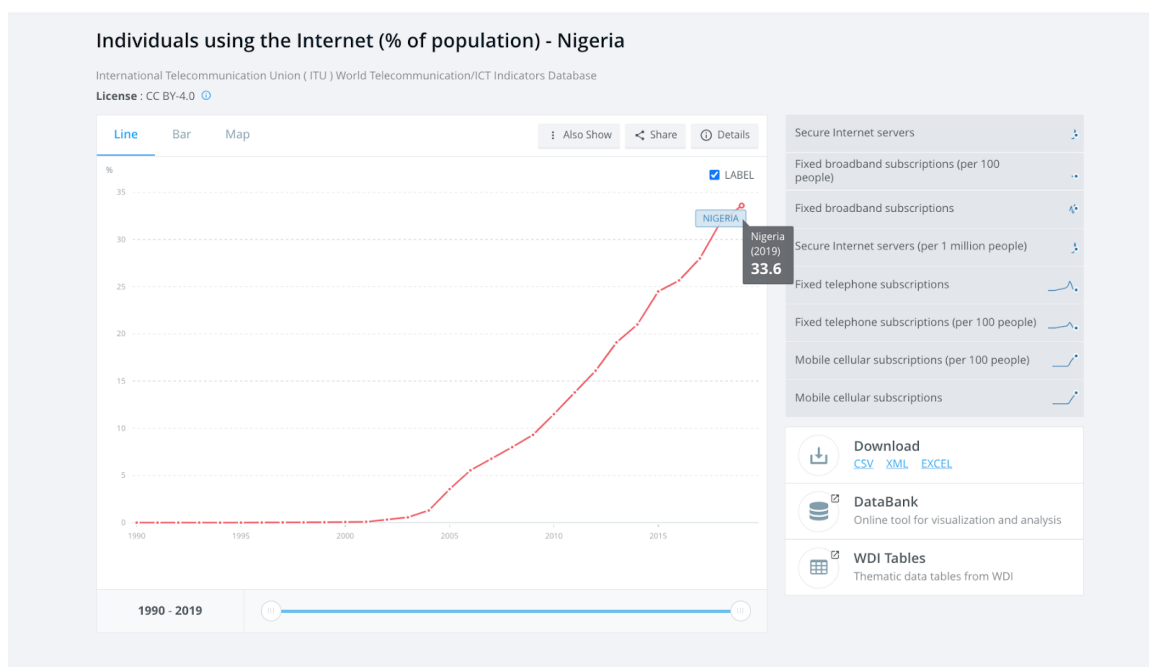 Individuals using the Internet (% of population) - Nigeria
International Telecommunication Union ( ITU ) World Telecommunication/ICT Indicators Database
License : CC BY-4.0
Line Bar Map
Also Show Share Details
%
LABEL
35
30
25
20
15
10
5
0
1990 1995 2000 2005 2010 2015
NIGERIA
Nigeria
(2019)
33.6
1990 - 2019
Secure Internet servers
Fixed broadband subscriptions (per 100
people)
Fixed broadband subscriptions
Secure Internet servers (per 1 million people)
Fixed telephone subscriptions
Fixed telephone subscriptions (per 100 people)
Mobile cellular subscriptions (per 100 people)
Mobile cellular subscriptions
Download
CSV XML EXCEL
DataBank
Online tool for visualization and analysis
WDI Tables
Thematic data tables from WDI